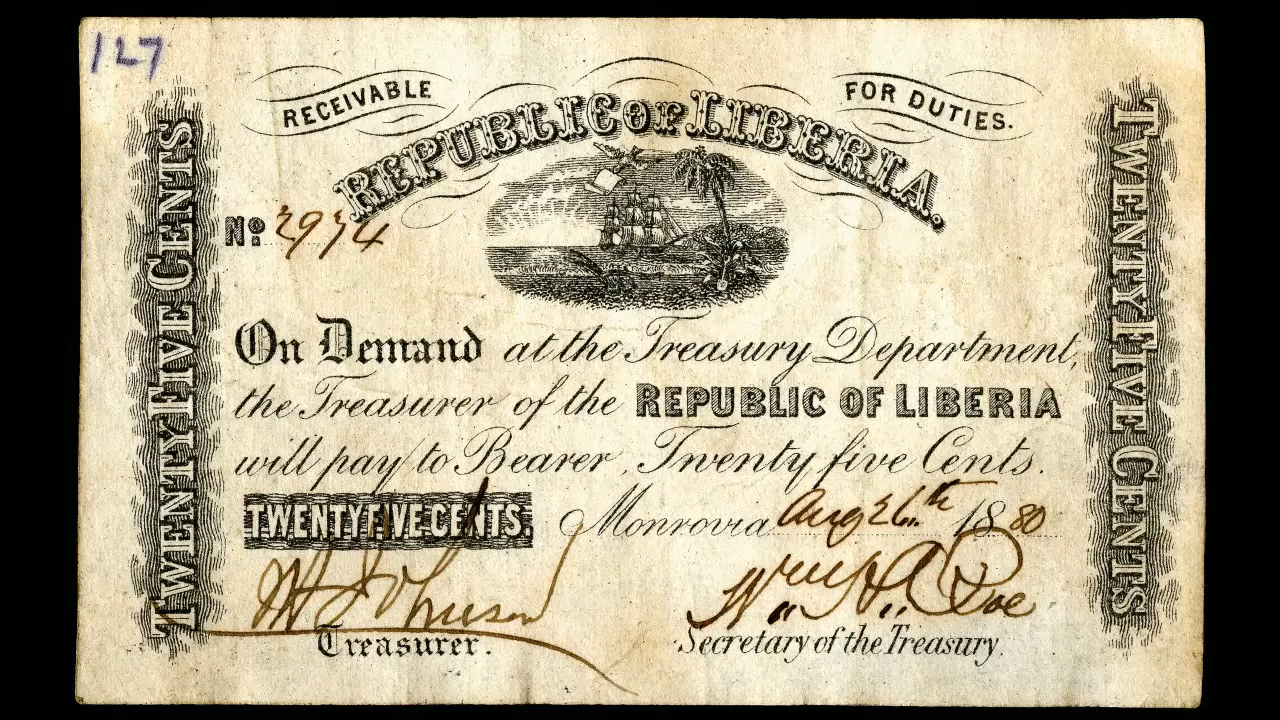 127
RECEIVABLE FOR DUTIES.
REPUBLIC OF LIBERIA.
No: 2974
TWENTY FIVE CENTS
TWENTY FIVE CENTS
On Demand at the Treasury Department,
the Treasurer of the REPUBLIC OF LIBERIA
will pay to Bearer Twenty five Cents.
TWENTY FIVE CENTS. Monrovia Aug 26th 1880
Treasurer.
Secretary of the Treasury.